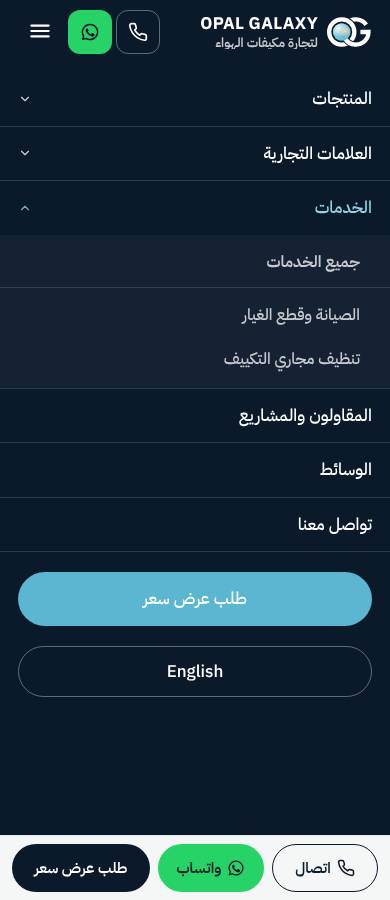 OPAL GALAXY
لتجارة مكيفات الهواء
المنتجات
العلامات التجارية
الخدمات
جميع الخدمات
الصيانة وقطع الغيار
تنظيف مجاري التكييف
المقاولون والمشاريع
الوسائط
تواصل معنا
طلب عرض سعر
English
اتصال
واتساب
طلب عرض سعر